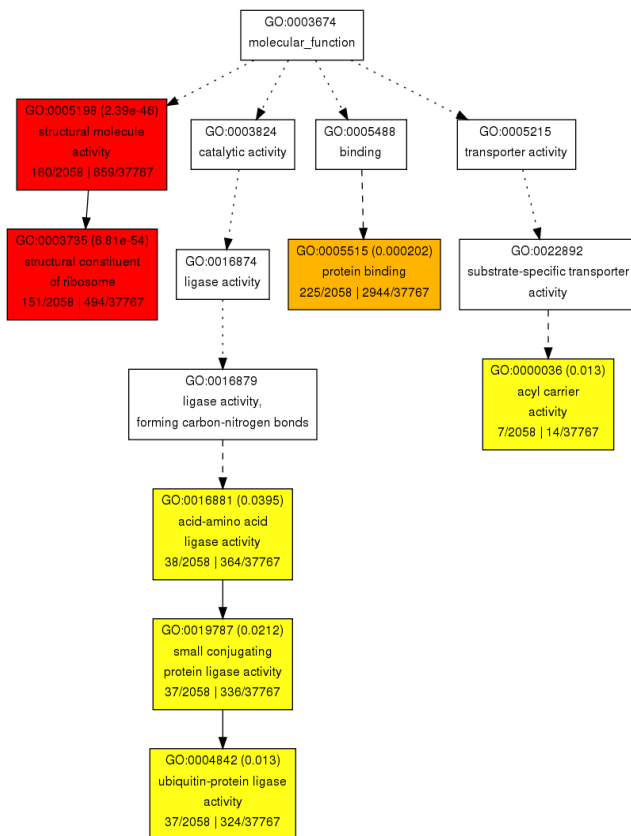 GO:0003674
molecular_function
GO:0005198 (2.39e-46)
structural molecule
activity
160/2058 | 659/37767
GO:0003824
catalytic activity
GO:0005488
binding
GO:0005215
transporter activity
GO:0003735 (6.81e-54)
structural constituent
of ribosome
151/2058 | 494/37767
GO:0016874
ligase activity
GO:0005515 (0.000202)
protein binding
225/2058 | 2944/37767
GO:0022892
substrate-specific transporter
activity
GO:0016879
ligase activity,
forming carbon-nitrogen bonds
GO:0000036 (0.013)
acyl carrier
activity
7/2058 | 14/37767
GO:0016881 (0.0395)
acid-amino acid
ligase activity
38/2058 | 364/37767
GO:0019787 (0.0212)
small conjugating
protein ligase activity
37/2058 | 336/37767
GO:0004842 (0.013)
ubiquitin-protein ligase
activity
37/2058 | 324/37767